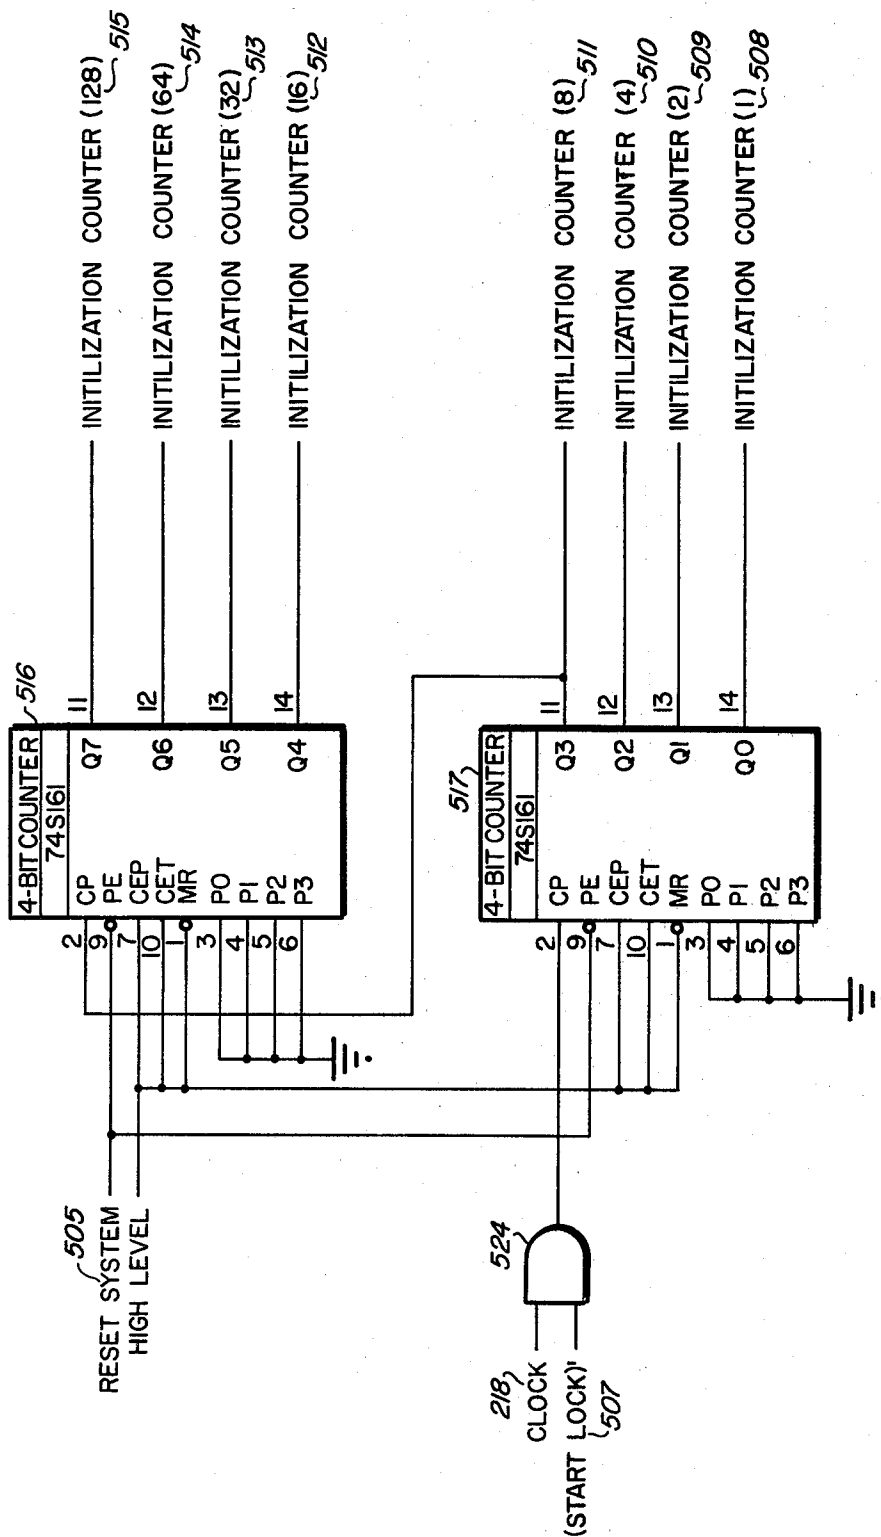 RESET SYSTEM
505
HIGH LEVEL
4-BIT COUNTER
516
74S161
2 CP
9 PE
7 CEP
10 CET
1 MR
3 P0
4 P1
5 P2
6 P3
Q7 11
Q6 12
Q5 13
Q4 14
INITILIZATION COUNTER (128)
515
INITILIZATION COUNTER (64)
514
INITILIZATION COUNTER (32)
513
INITILIZATION COUNTER (16)
512
218
CLOCK
(START LOCK)'
507
524
517
4-BIT COUNTER
74S161
2 CP
9 PE
7 CEP
10 CET
1 MR
3 P0
4 P1
5 P2
6 P3
Q3 11
Q2 12
Q1 13
Q0 14
INITILIZATION COUNTER (8)
511
INITILIZATION COUNTER (4)
510
INITILIZATION COUNTER (2)
509
INITILIZATION COUNTER (1)
508